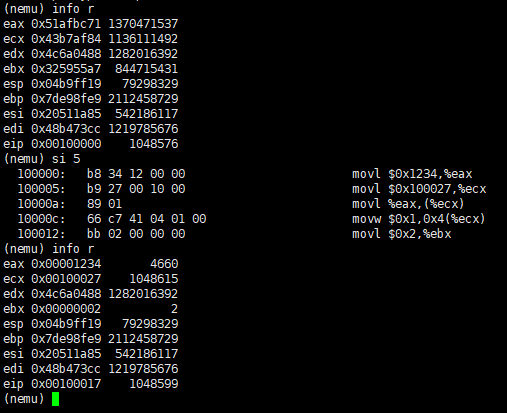 (nemu) info r
eax 0x51afbc71 1370471537
ecx 0x43b7af84 1136111492
edx 0x4c6a0488 1282016392
ebx 0x325955a7  844715431
esp 0x04b9ff19   79298329
ebp 0x7de98fe9 2112458729
esi 0x20511a85  542186117
edi 0x48b473cc 1219785676
eip 0x00100000    1048576
(nemu) si 5
  100000:   b8 34 12 00 00                        movl $0x1234,%eax
  100005:   b9 27 00 10 00                        movl $0x100027,%ecx
  10000a:   89 01                                 movl %eax,(%ecx)
  10000c:   66 c7 41 04 01 00                     movw $0x1,0x4(%ecx)
  100012:   bb 02 00 00 00                        movl $0x2,%ebx
(nemu) info r
eax 0x00001234       4660
ecx 0x00100027    1048615
edx 0x4c6a0488 1282016392
ebx 0x00000002          2
esp 0x04b9ff19   79298329
ebp 0x7de98fe9 2112458729
esi 0x20511a85  542186117
edi 0x48b473cc 1219785676
eip 0x00100017    1048599
(nemu)